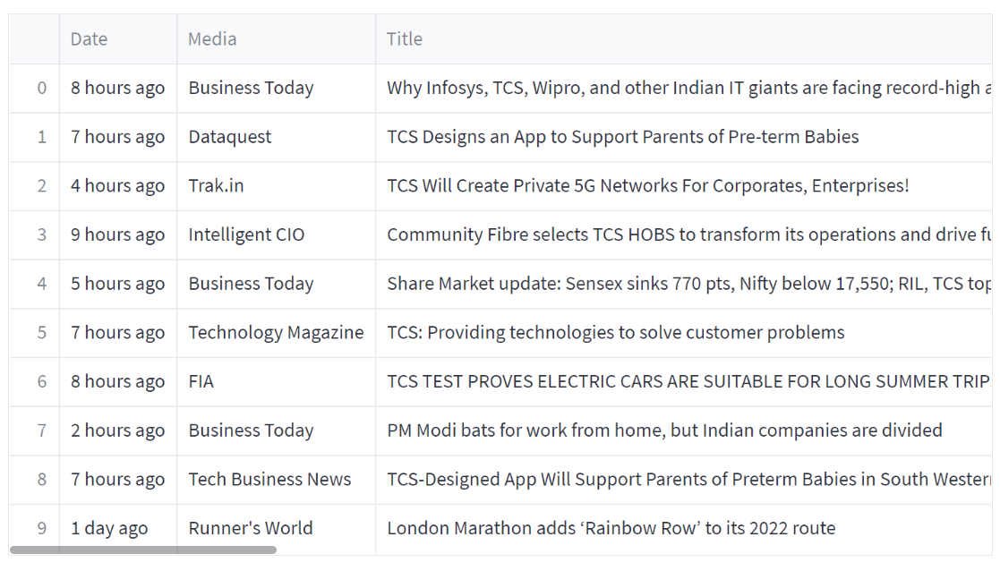 Date Media Title
0 8 hours ago Business Today Why Infosys, TCS, Wipro, and other Indian IT giants are facing record-high
1 7 hours ago Dataquest TCS Designs an App to Support Parents of Pre-term Babies
2 4 hours ago Trak.in TCS Will Create Private 5G Networks For Corporates, Enterprises!
3 9 hours ago Intelligent CIO Community Fibre selects TCS HOBS to transform its operations and drive
4 5 hours ago Business Today Share Market update: Sensex sinks 770 pts, Nifty below 17,550; RIL, TCS top
5 7 hours ago Technology Magazine TCS: Providing technologies to solve customer problems
6 8 hours ago FIA TCS TEST PROVES ELECTRIC CARS ARE SUITABLE FOR LONG SUMMER TRIP
7 2 hours ago Business Today PM Modi bats for work from home, but Indian companies are divided
8 7 hours ago Tech Business News TCS-Designed App Will Support Parents of Preterm Babies in South Wester
9 1 day ago Runner's World London Marathon adds ‘Rainbow Row’ to its 2022 route